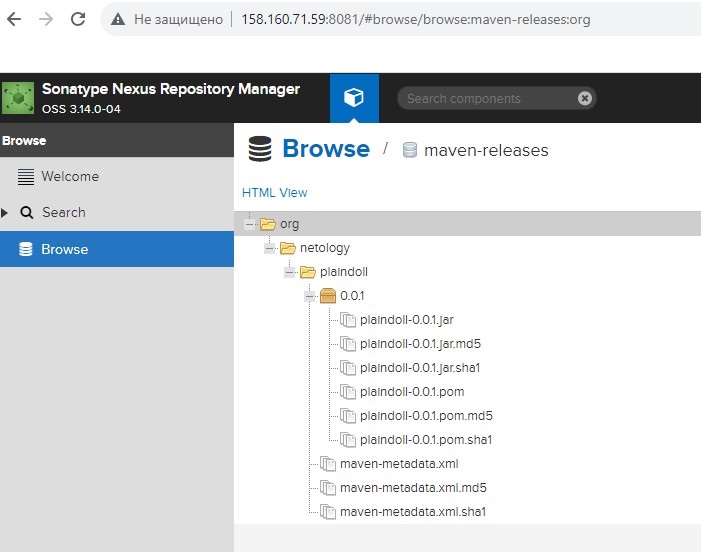 Не защищено 158.160.71.59:8081/#browse/browse:maven-releases:org
Sonatype Nexus Repository Manager
OSS 3.14.0-04
Search components
Browse
Welcome
Search
Browse
Browse / maven-releases
HTML View
org
netology
plaindoll
0.0.1
plaindoll-0.0.1.jar
plaindoll-0.0.1.jar.md5
plaindoll-0.0.1.jar.sha1
plaindoll-0.0.1.pom
plaindoll-0.0.1.pom.md5
plaindoll-0.0.1.pom.sha1
maven-metadata.xml
maven-metadata.xml.md5
maven-metadata.xml.sha1